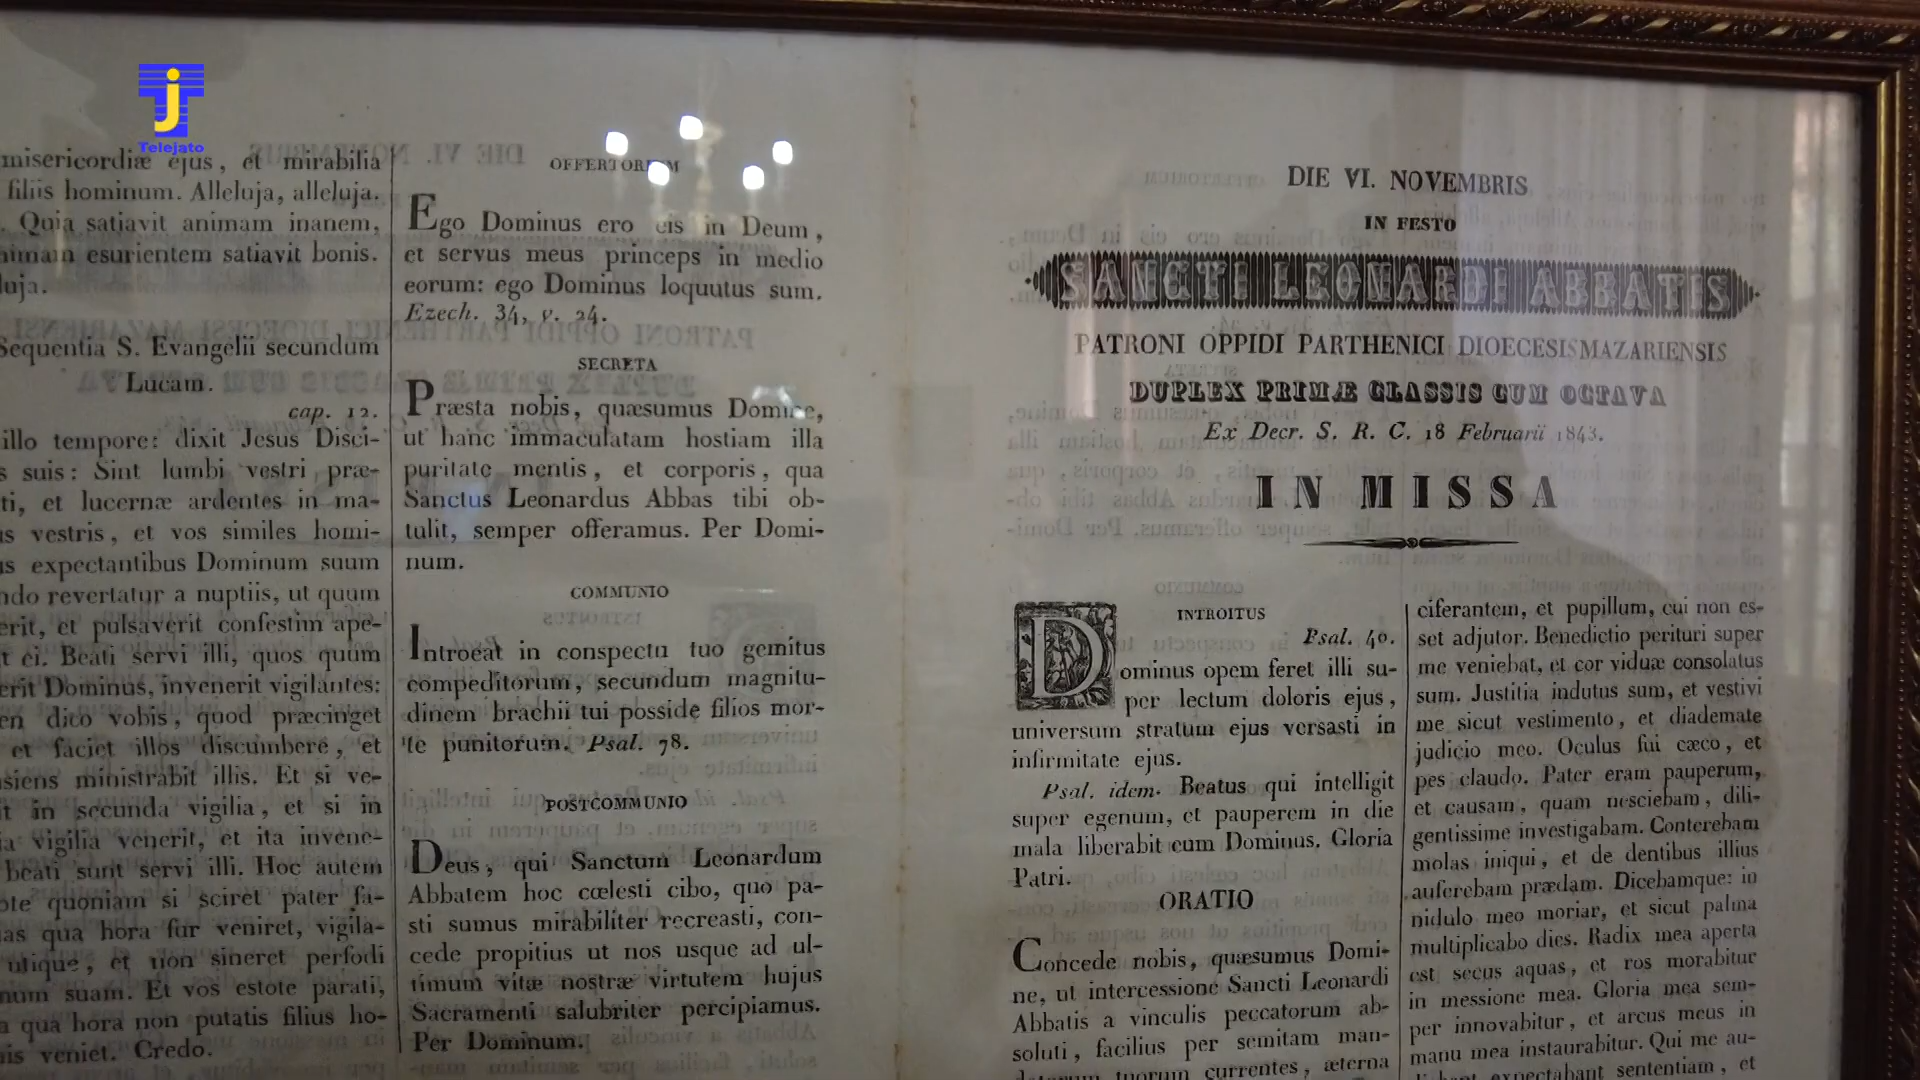 Telejato
misericordiæ ejus, et mirabilia
filiis hominum. Alleluja, alleluja.
Quia satiavit animam inanem,
esurientem satiavit bonis.
Sequentia S. Evangelii secundum
Lucam.
cap. 12.
illo tempore: dixit Jesus Disci-
suis: Sint lumbi vestri præ-
ti, et lucernæ ardentes in ma-
vestris, et vos similes homi-
expectantibus Dominum suum
revertatur a nuptiis, ut quum
et pulsaverit confestim ape-
ei. Beati servi illi, quos quum
Dominus, invenerit vigilantes:
dico vobis, quod præcinget
et faciet illos discumbere, et
ministrabit illis. Et si ve-
in secunda vigilia, et si in
vigilia venerit, et ita invene-
beati sunt servi illi. Hoc autem
quoniam si sciret pater fa-
qua hora fur veniret, vigila-
utique, et non sineret perfodi
suam. Et vos estote parati,
qua hora non putatis filius ho-
veniet. Credo.
OFFERTORIUM
Ego Dominus ero eis in Deum,
et servus meus princeps in medio
eorum: ego Dominus loquutus sum.
Ezech. 34, v. 24.
SECRETA
Præsta nobis, quæsumus Domine,
ut hanc immaculatam hostiam illa
puritate mentis, et corporis, qua
Sanctus Leonardus Abbas tibi ob-
tulit, semper offeramus. Per Domi-
num.
COMMUNIO
Introeat in conspectu tuo gemitus
compeditorum, secundum magnitu-
dinem brachii tui posside filios mor-
te punitorum. Psal. 78.
POSTCOMMUNIO
Deus, qui Sanctum Leonardum
Abbatem hoc cœlesti cibo, quo pa-
sti sumus mirabiliter recreasti, con-
cede propitius ut nos usque ad ul-
timum vitæ nostræ virtutem hujus
Sacramenti salubriter percipiamus.
Per Dominum.
DIE VI. NOVEMBRIS
IN FESTO
SANCTI LEONARDI ABBATIS
PATRONI OPPIDI PARTHENICI DIOECESIS MAZARIENSIS
DUPLEX PRIMÆ CLASSIS CUM OCTAVA
Ex Decr. S. R. C. 18 Februarii 1843.
IN MISSA
INTROITUS
Psal. 40.
Dominus opem feret illi su-
per lectum doloris ejus,
universum stratum ejus versasti in
infirmitate ejus.
Psal. idem. Beatus qui intelligit
super egenum, et pauperem in die
mala liberabit eum Dominus. Gloria
Patri.
ORATIO
Concede nobis, quæsumus Domi-
ne, ut intercessione Sancti Leonardi
Abbatis a vinculis peccatorum ab-
soluti, facilius per semitam man-
datorum tuorum currentes, æterna
ciferantem, et pupillum, cui non es-
set adjutor. Benedictio perituri super
me veniebat, et cor viduæ consolatus
sum. Justitia indutus sum, et vestivi
me sicut vestimento, et diademate
judicio meo. Oculus fui cæco, et
pes claudo. Pater eram pauperum,
et causam, quam nesciebam, dili-
gentissime investigabam. Conterebam
molas iniqui, et de dentibus illius
auferebam prædam. Dicebamque: in
nidulo meo moriar, et sicut palma
multiplicabo dies. Radix mea aperta
est secus aquas, et ros morabitur
in messione mea. Gloria mea sem-
per innovabitur, et arcus meus in
manu mea instaurabitur. Qui me au-
expectabant sententiam, et